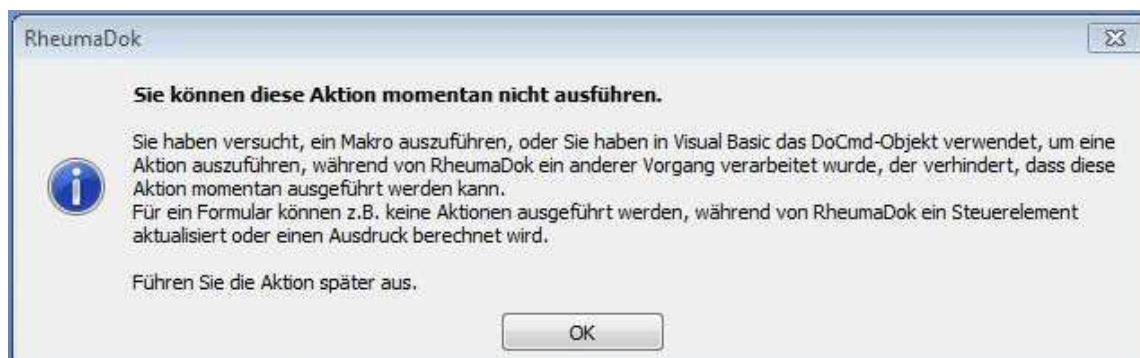 RheumaDok
Sie können diese Aktion momentan nicht ausführen.
Sie haben versucht, ein Makro auszuführen, oder Sie haben in Visual Basic das DoCmd-Objekt verwendet, um eine
Aktion auszuführen, während von RheumaDok ein anderer Vorgang verarbeitet wurde, der verhindert, dass diese
Aktion momentan ausgeführt werden kann.
Für ein Formular können z.B. keine Aktionen ausgeführt werden, während von RheumaDok ein Steuerelement
aktualisiert oder einen Ausdruck berechnet wird.
Führen Sie die Aktion später aus.
OK